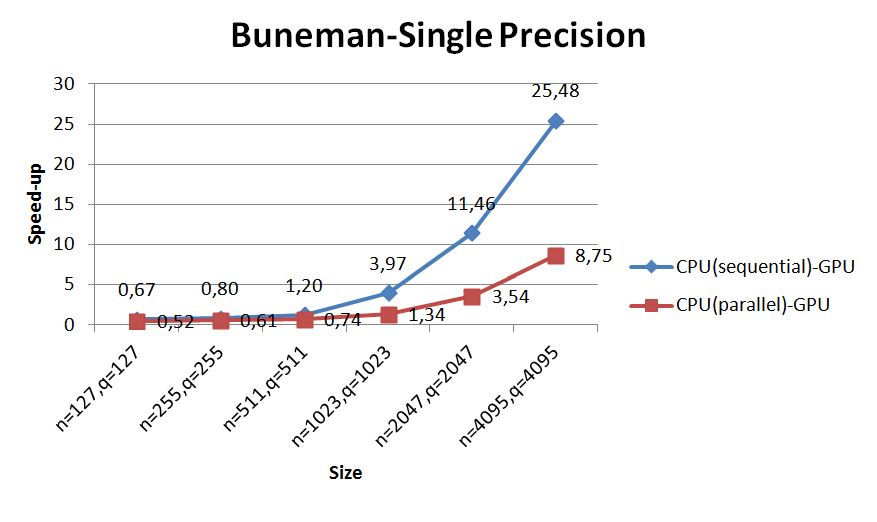 Buneman-Single Precision
30
25
20
15
10
5
0
Speed-up
25,48
11,46
3,97
1,20
0,80
0,67
8,75
3,54
1,34
0,74
0,61
0,52
n=127,q=127
n=255,q=255
n=511,q=511
n=1023,q=1023
n=2047,q=2047
n=4095,q=4095
Size
CPU(sequential)-GPU
CPU(parallel)-GPU